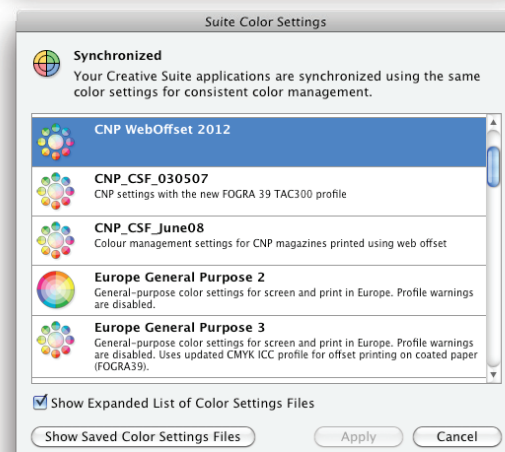 Suite Color Settings
Synchronized
Your Creative Suite applications are synchronized using the same
color settings for consistent color management.
CNP WebOffset 2012
CNP_CSF_030507
CNP settings with the new FOGRA 39 TAC300 profile
CNP_CSF_June08
Colour management settings for CNP magazines printed using web offset
Europe General Purpose 2
General-purpose color settings for screen and print in Europe. Profile warnings
are disabled.
Europe General Purpose 3
General-purpose color settings for screen and print in Europe. Profile warnings
are disabled. Uses updated CMYK ICC profile for offset printing on coated paper
(FOGRA39).
Show Expanded List of Color Settings Files
Show Saved Color Settings Files
Apply
Cancel